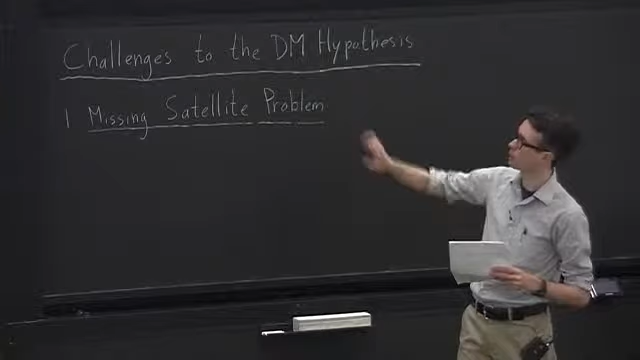 Challenges to the DM Hypothesis
1 Missing Satellite Problem